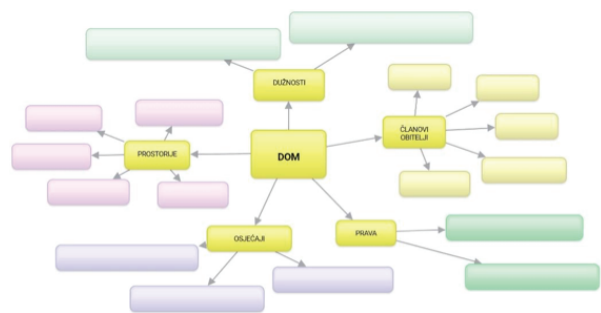 DUŽNOSTI
ČLANOVI
OBITELJI
PROSTORIJE
DOM
OSJEĆAJI
PRAVA